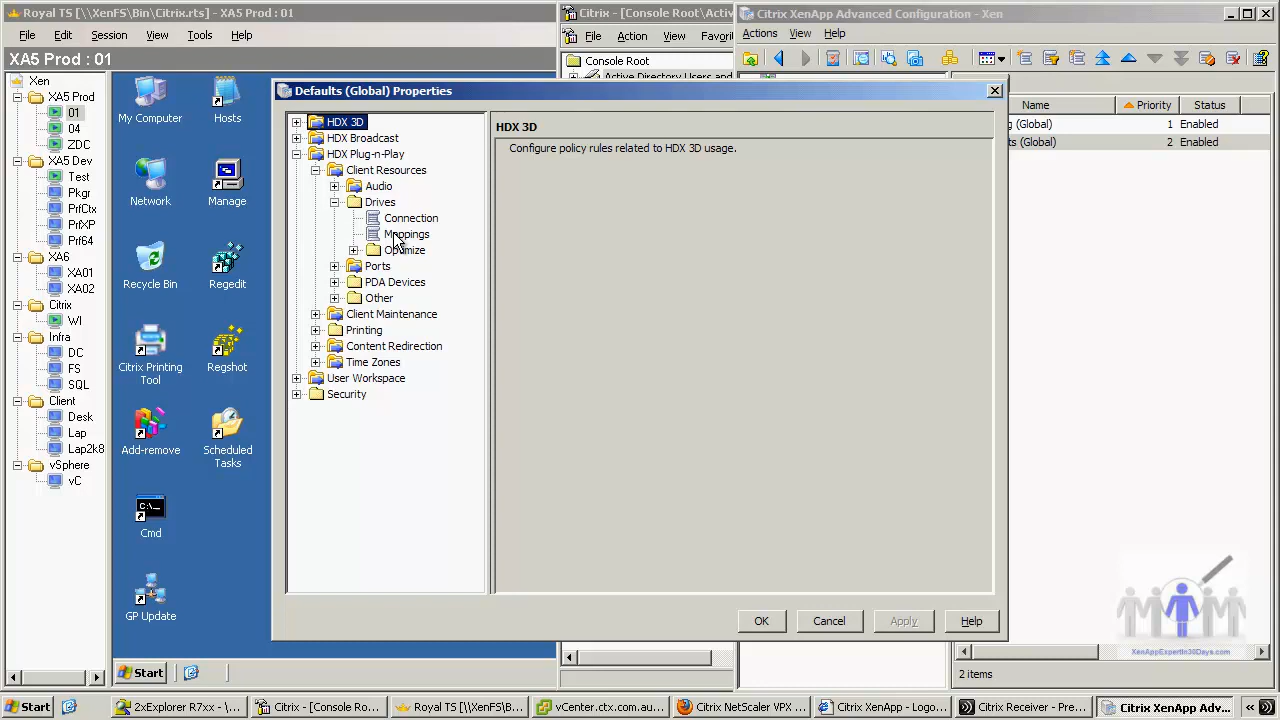 Royal TS [\\XenFS\Bin\Citrix.rts] - XA5 Prod : 01
File Edit Session View Tools Help
XA5 Prod : 01
Xen
XA5 Prod
01
04
ZDC
XA5 Dev
Test
Pkgr
PrfCtx
PrfXP
Prf64
XA6
XA01
XA02
Citrix
WI
Infra
DC
FS
SQL
Client
Desk
Lap
Lap2k8
vSphere
vC
My Computer
Hosts
Network
Manage
Recycle Bin
Regedit
Citrix Printing Tool
Regshot
Add-remove
Scheduled Tasks
C:\_
Cmd
GP Update
Start
Citrix - [Console Root\Activ
File Action View Favori
Console Root
Active Directory Users and
Citrix XenApp Advanced Configuration - Xen
Actions View Help
Name Priority Status
g (Global) 1 Enabled
ts (Global) 2 Enabled
2 items
Defaults (Global) Properties
HDX 3D
HDX Broadcast
HDX Plug-n-Play
Client Resources
Audio
Drives
Connection
Mappings
Optimize
Ports
PDA Devices
Other
Client Maintenance
Printing
Content Redirection
Time Zones
User Workspace
Security
HDX 3D
Configure policy rules related to HDX 3D usage.
OK Cancel Apply Help
XenAppExpertIn30Days.com
Start
2xExplorer R7xx - \...
Citrix - [Console Ro...
Royal TS [\\XenFS\B...
vCenter.ctx.com.au...
Citrix NetScaler VPX ...
Citrix XenApp - Logo...
Citrix Receiver - Pre...
Citrix XenApp Adv...